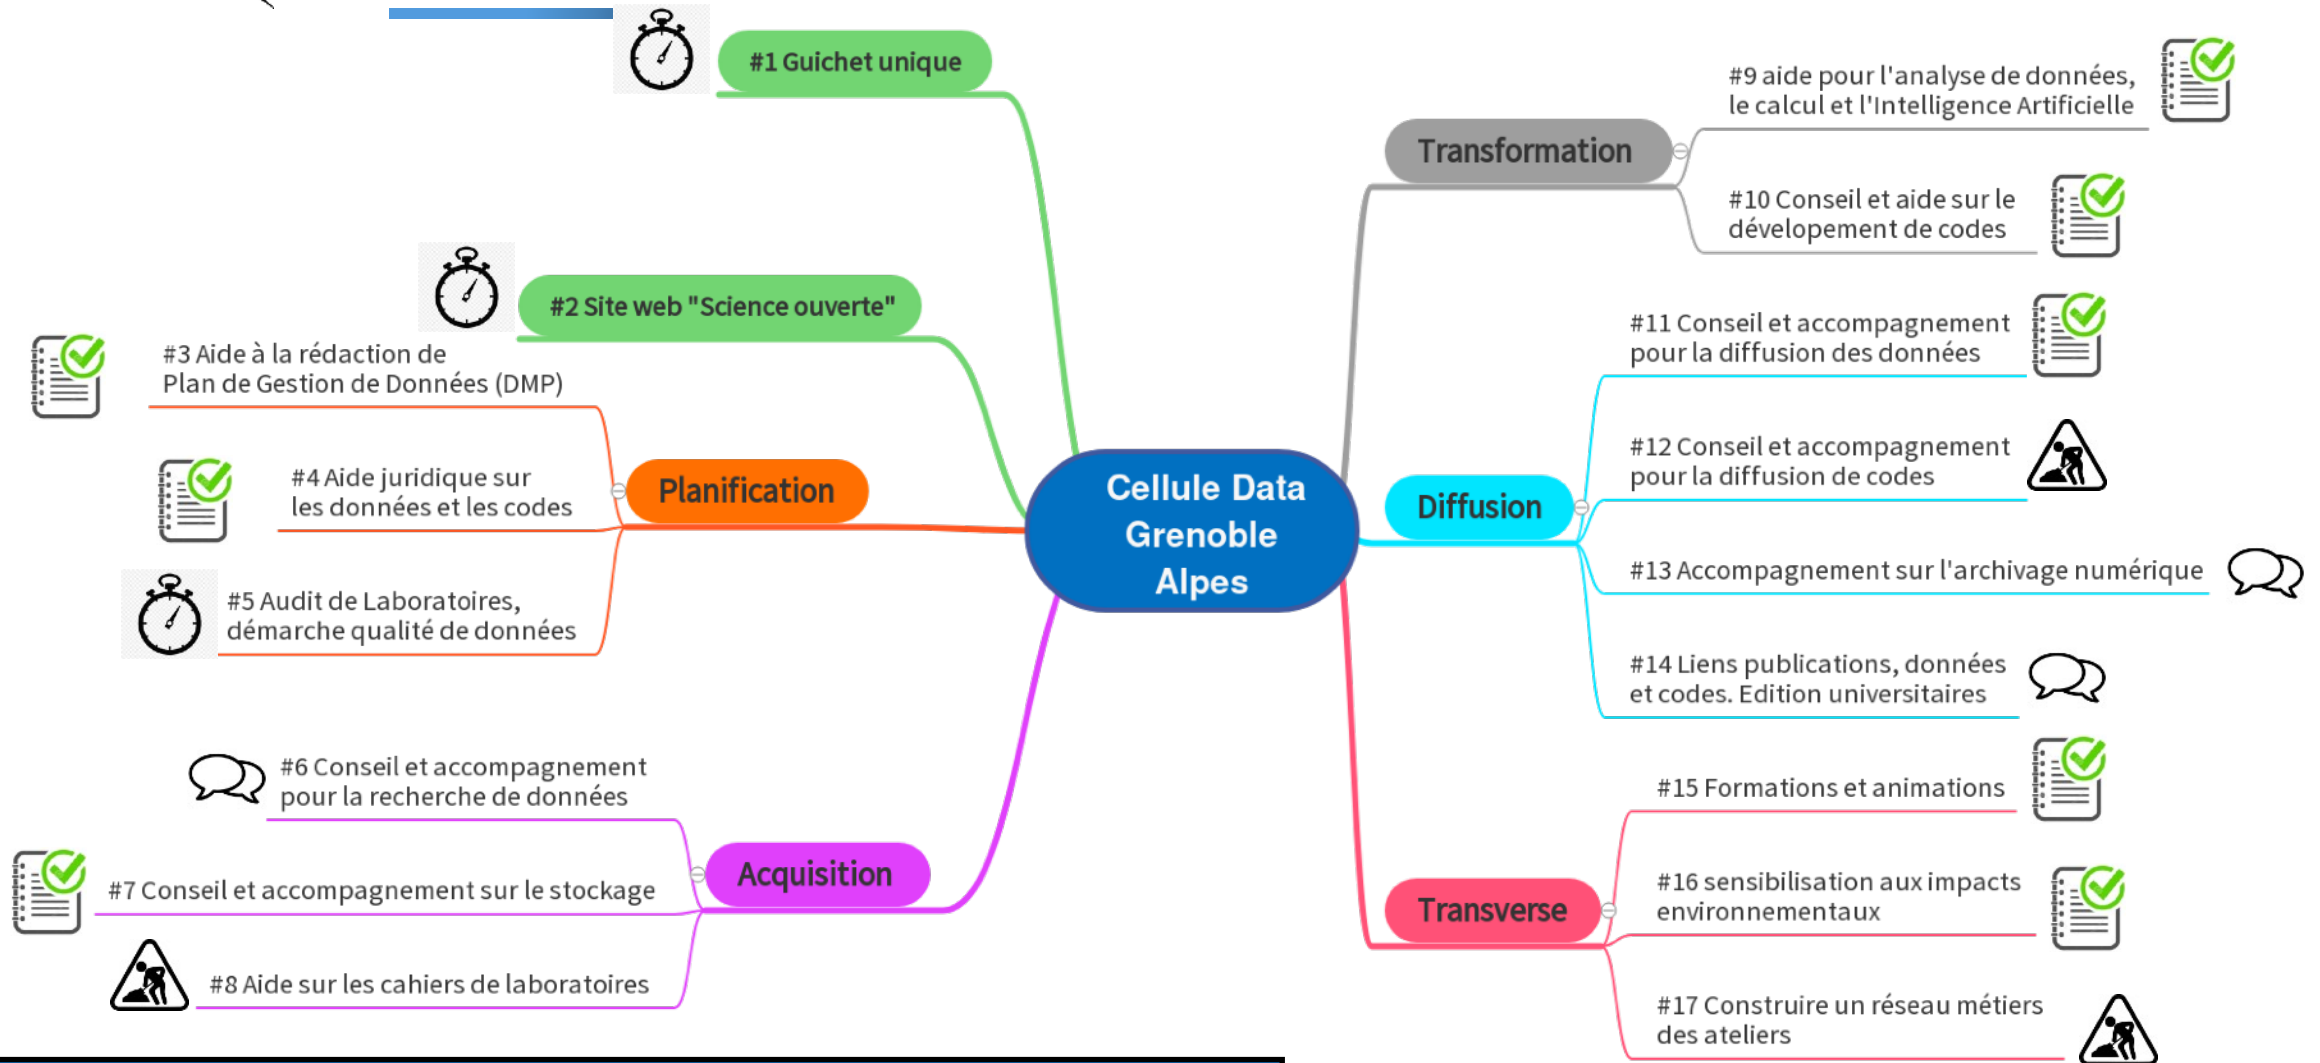 #1 Guichet unique
#2 Site web "Science ouverte"
#3 Aide à la rédaction de
Plan de Gestion de Données (DMP)
#4 Aide juridique sur
les données et les codes
Planification
#5 Audit de Laboratoires,
démarche qualité de données
#6 Conseil et accompagnement
pour la recherche de données
Acquisition
#7 Conseil et accompagnement sur le stockage
#8 Aide sur les cahiers de laboratoires
Cellule Data
Grenoble
Alpes
#9 aide pour l'analyse de données,
le calcul et l'Intelligence Artificielle
Transformation
#10 Conseil et aide sur le
dévelopement de codes
#11 Conseil et accompagnement
pour la diffusion des données
#12 Conseil et accompagnement
pour la diffusion de codes
Diffusion
#13 Accompagnement sur l'archivage numérique
#14 Liens publications, données
et codes. Edition universitaires
#15 Formations et animations
#16 sensibilisation aux impacts
environnementaux
Transverse
#17 Construire un réseau métiers
des ateliers